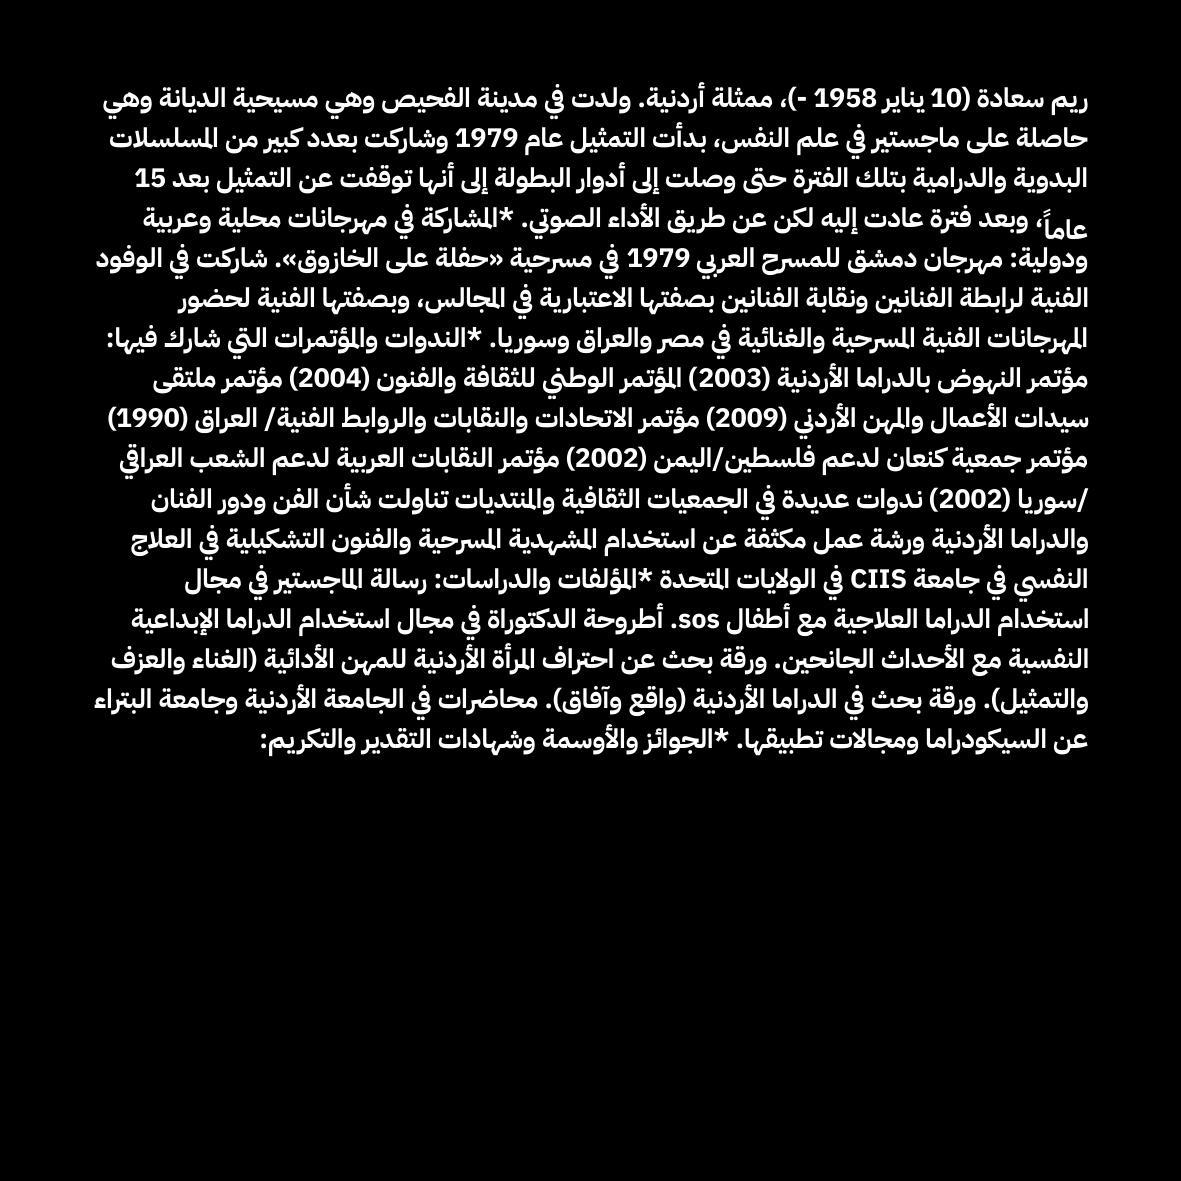 ريم سعادة (10 يناير 1958 -)، ممثلة أردنية. ولدت في مدينة الفحيص وهي مسيحية الديانة وهي
حاصلة على ماجستير في علم النفس، بدأت التمثيل عام 1979 وشاركت بعدد كبير من المسلسلات
البدوية والدرامية بتلك الفترة حتى وصلت إلى أدوار البطولة إلى أنها توقفت عن التمثيل بعد 15
عاماً، وبعد فترة عادت إليه لكن عن طريق الأداء الصوتي. *المشاركة في مهرجانات محلية وعربية
ودولية: مهرجان دمشق للمسرح العربي 1979 في مسرحية «حفلة على الخازوق». شاركت في الوفود
الفنية لرابطة الفنانين ونقابة الفنانين بصفتها الاعتبارية في المجالس، وبصفتها الفنية لحضور
المهرجانات الفنية المسرحية والغنائية في مصر والعراق وسوريا. *الندوات والمؤتمرات التي شارك فيها:
مؤتمر النهوض بالدراما الأردنية (2003) المؤتمر الوطني للثقافة والفنون (2004) مؤتمر ملتقى
سيدات الأعمال والمهن الأردني (2009) مؤتمر الاتحادات والنقابات والروابط الفنية/ العراق (1990)
مؤتمر جمعية كنعان لدعم فلسطين/اليمن (2002) مؤتمر النقابات العربية لدعم الشعب العراقي
/سوريا (2002) ندوات عديدة في الجمعيات الثقافية والمنتديات تناولت شأن الفن ودور الفنان
والدراما الأردنية ورشة عمل مكثفة عن استخدام المشهدية المسرحية والفنون التشكيلية في العلاج
النفسي في جامعة CIIS في الولايات المتحدة *المؤلفات والدراسات: رسالة الماجستير في مجال
استخدام الدراما العلاجية مع أطفال sos. أطروحة الدكتوراة في مجال استخدام الدراما الإبداعية
النفسية مع الأحداث الجانحين. ورقة بحث عن احتراف المرأة الأردنية للمهن الأدائية (الغناء والعزف
والتمثيل). ورقة بحث في الدراما الأردنية (واقع وآفاق). محاضرات في الجامعة الأردنية وجامعة البتراء
عن السيكودراما ومجالات تطبيقها. *الجوائز والأوسمة وشهادات التقدير والتكريم: